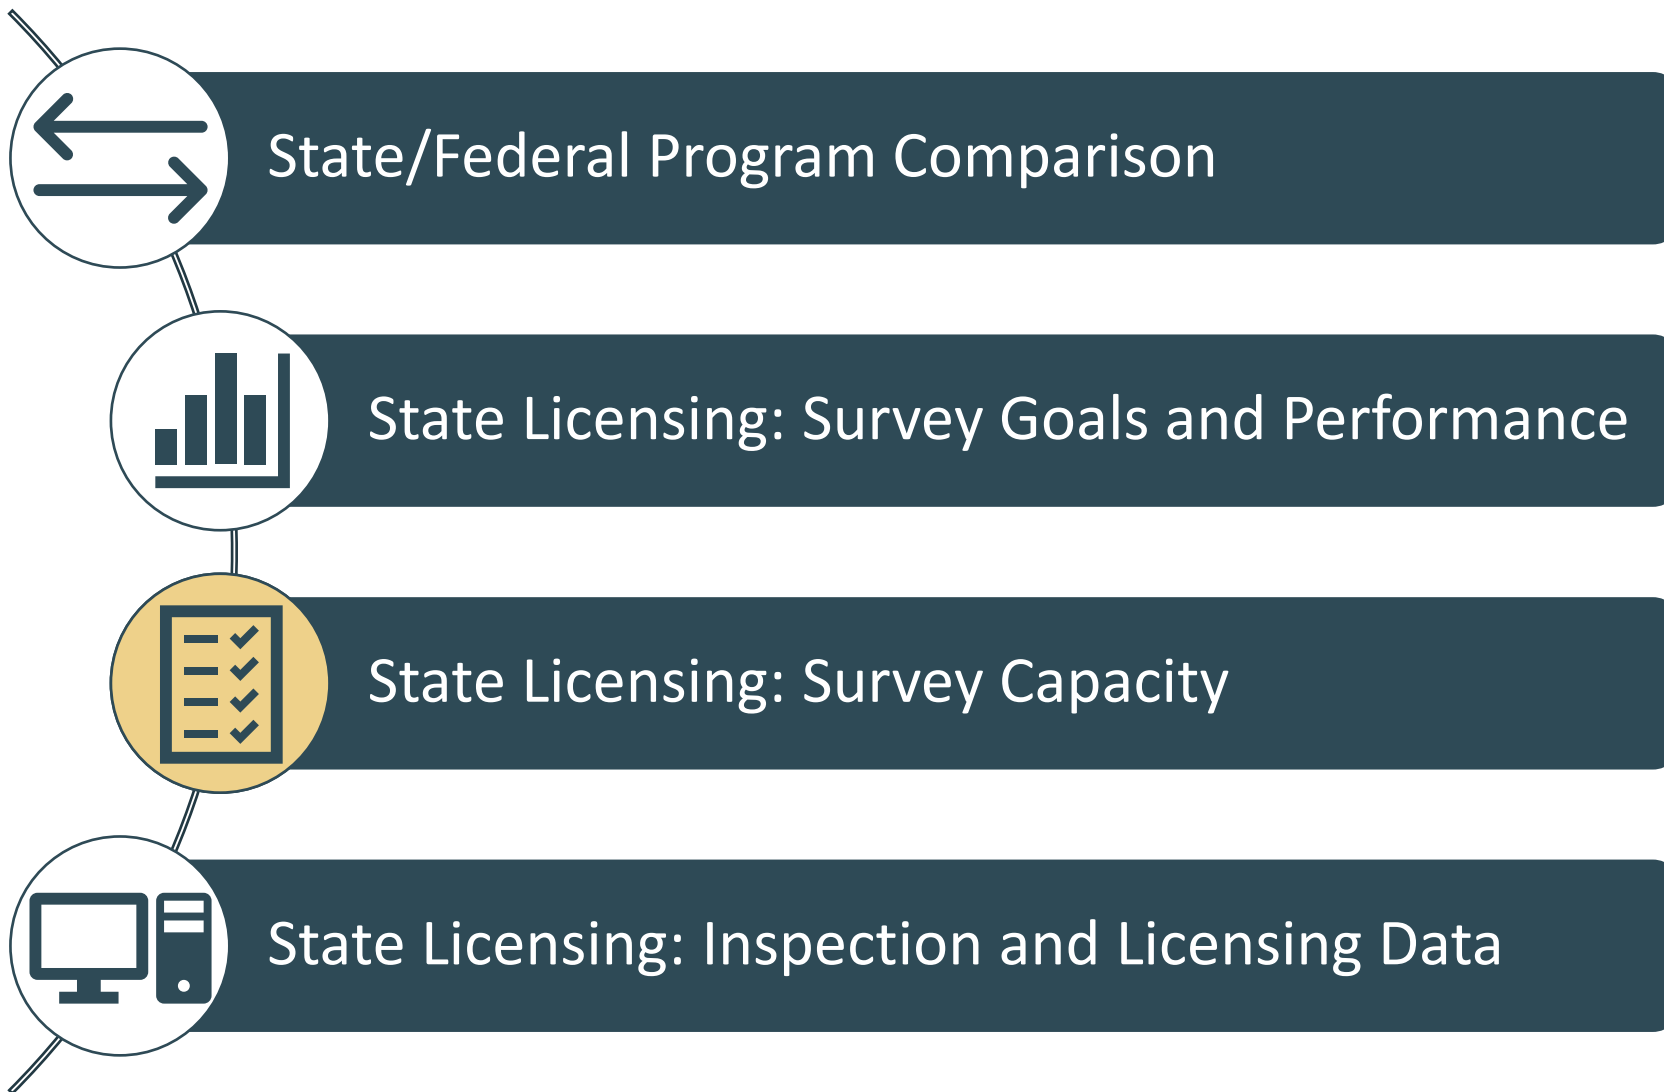 State/Federal Program Comparison
State Licensing: Survey Goals and Performance
State Licensing: Survey Capacity
State Licensing: Inspection and Licensing Data